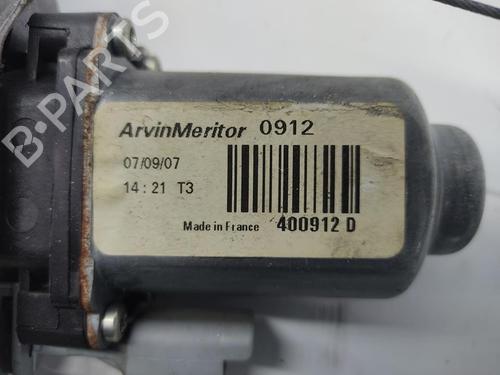 B-PARTS
ArvinMeritor 0912
07/09/07
14:21 T3
Made in France 400912 D